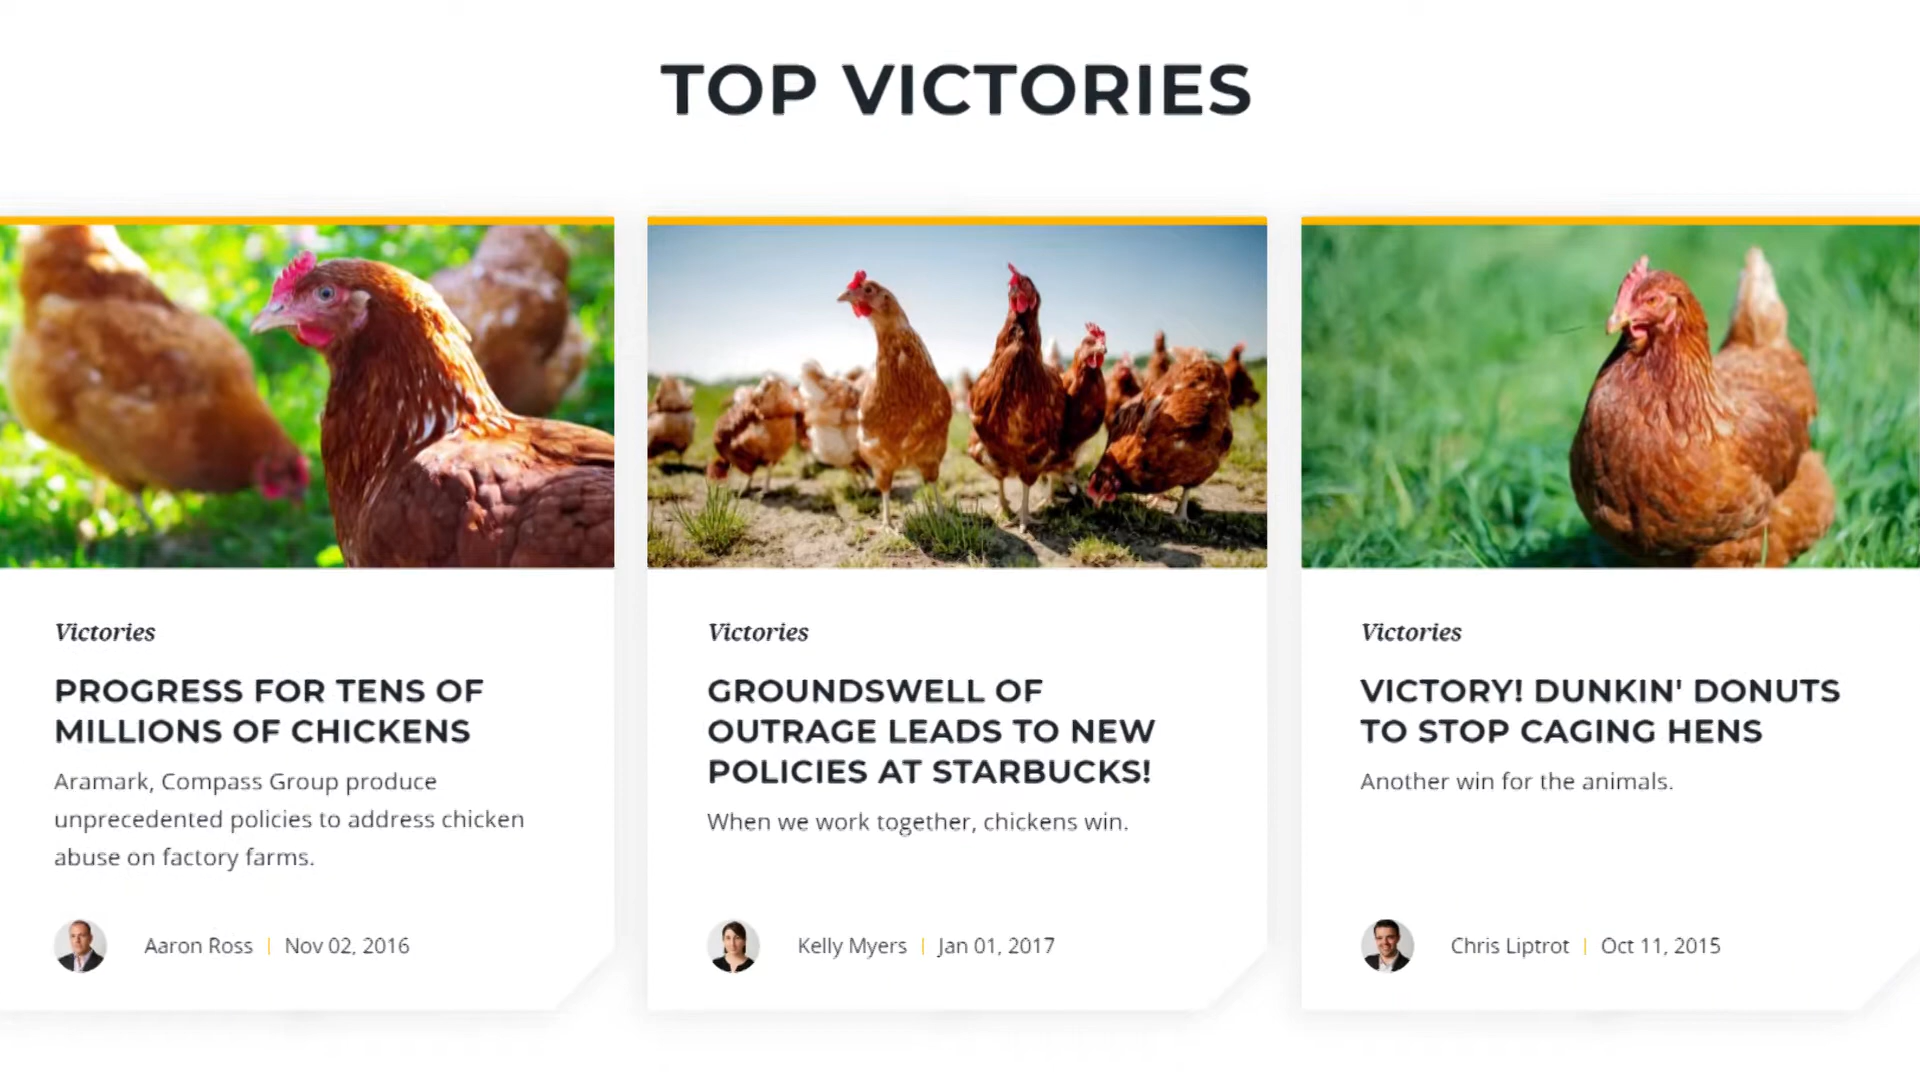 TOP VICTORIES
Victories
PROGRESS FOR TENS OF
MILLIONS OF CHICKENS
Aramark, Compass Group produce
unprecedented policies to address chicken
abuse on factory farms.
Aaron Ross | Nov 02, 2016
Victories
GROUNDSWELL OF
OUTRAGE LEADS TO NEW
POLICIES AT STARBUCKS!
When we work together, chickens win.
Kelly Myers | Jan 01, 2017
Victories
VICTORY! DUNKIN' DONUTS
TO STOP CAGING HENS
Another win for the animals.
Chris Liptrot | Oct 11, 2015